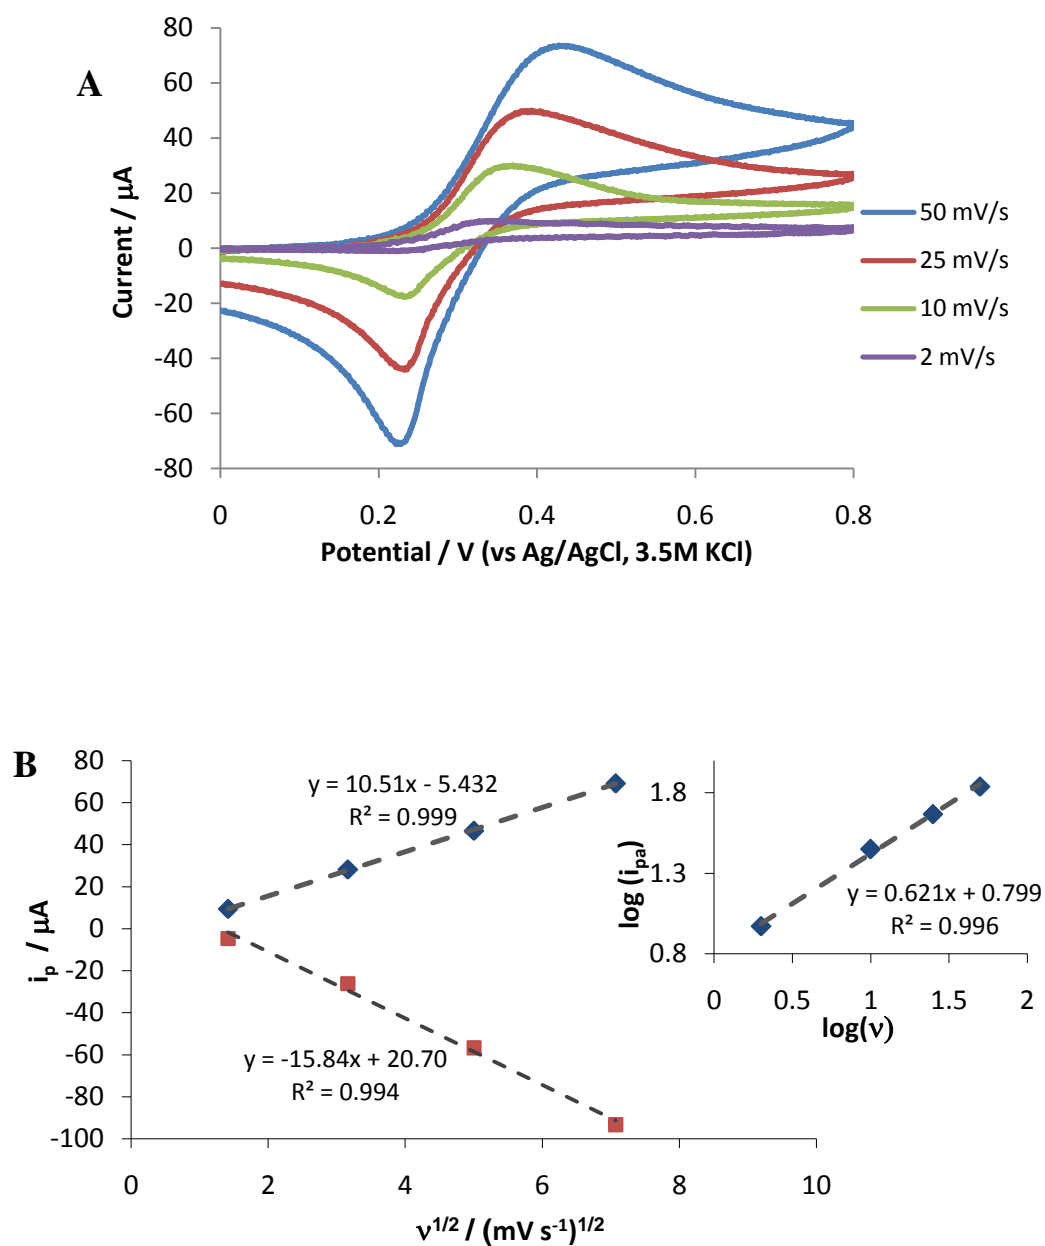 A
80
60
40
20
0
-20
-40
-60
-80
Current / μA
0
0.2
0.4
0.6
0.8
Potential / V (vs Ag/AgCl, 3.5M KCl)
50 mV/s
25 mV/s
10 mV/s
2 mV/s
B
80
60
40
20
0
-20
-40
-60
-80
-100
i_p / μA
y = 10.51x - 5.432
R² = 0.999
y = -15.84x + 20.70
R² = 0.994
0
2
4
6
8
10
ν^1/2 / (mV s⁻¹)^1/2
1.8
1.3
0.8
log (i_pa)
y = 0.621x + 0.799
R² = 0.996
0
0.5
1
1.5
2
log(ν)